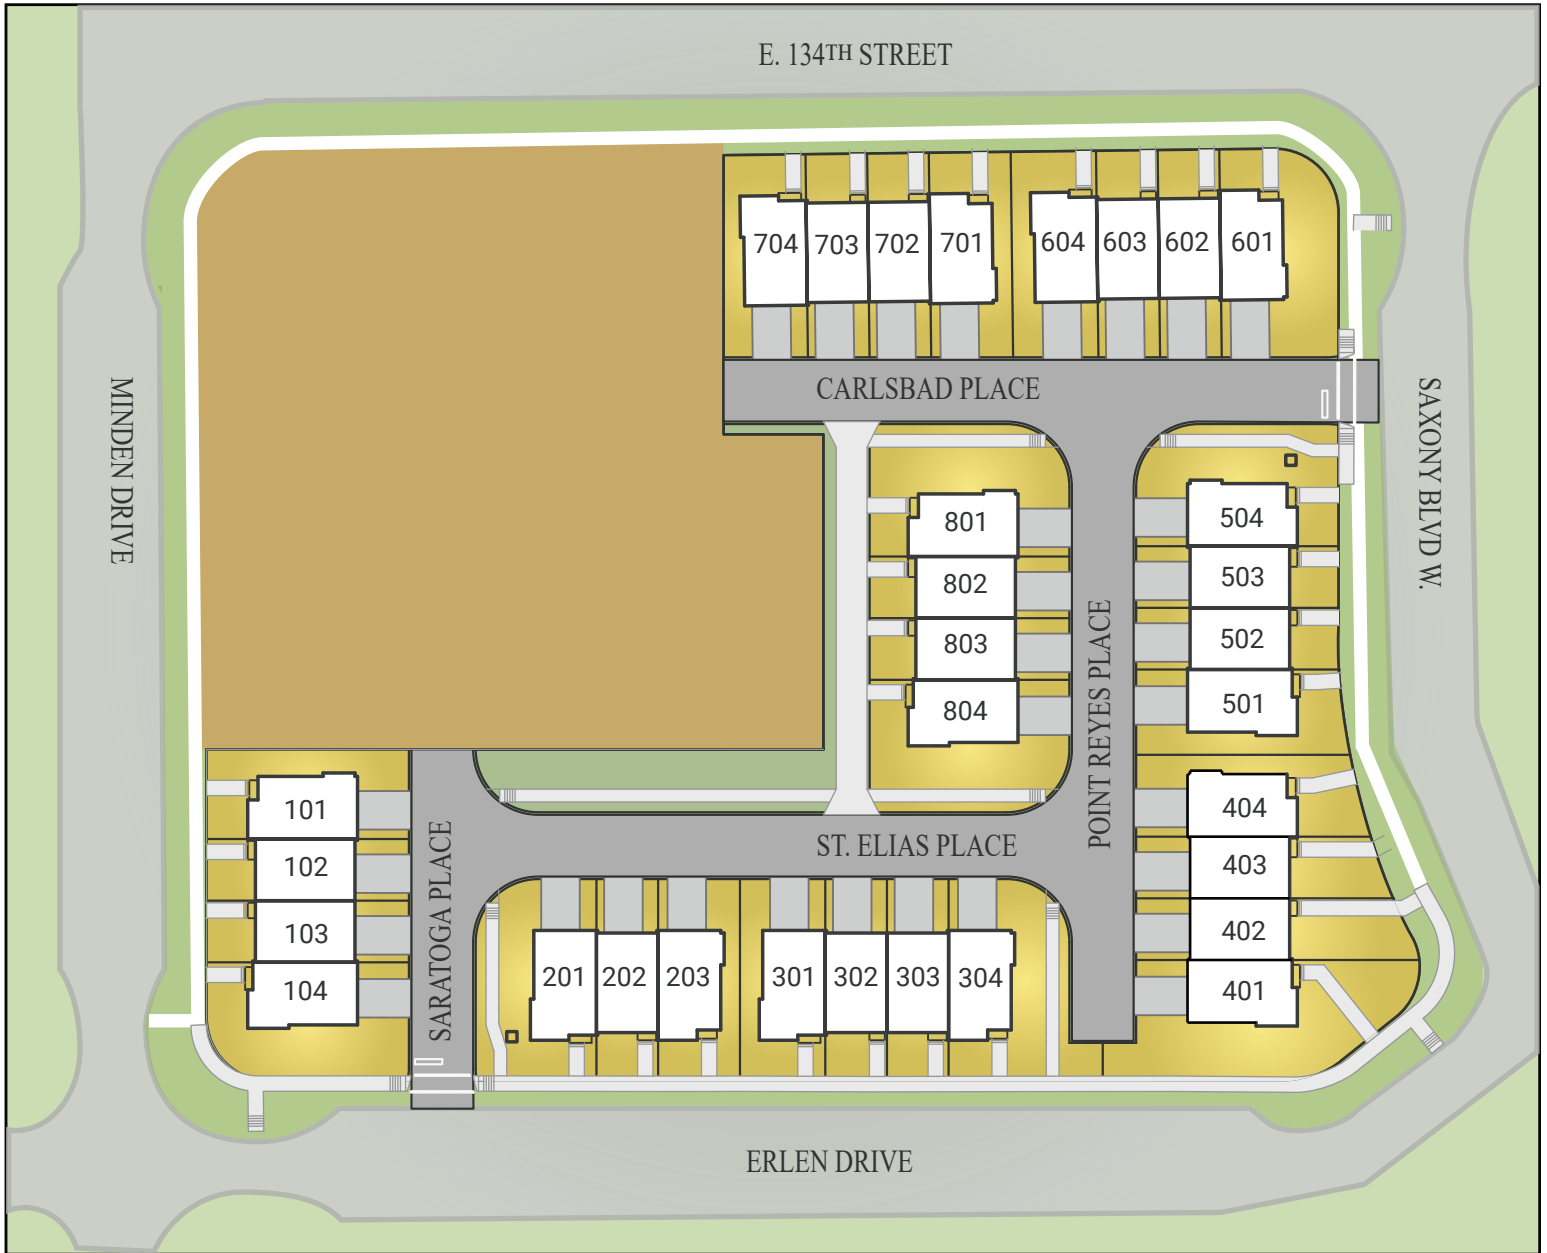 E. 134TH STREET
704 703 702 701 604 603 602 601
CARLSBAD PLACE
MINDEN DRIVE
SAXONY BLVD W.
801
802
803
804
504
503
502
501
POINT REYES PLACE
404
403
402
401
ST. ELIAS PLACE
SARATOGA PLACE
101
102
103
104
201 202 203 301 302 303 304
ERLEN DRIVE